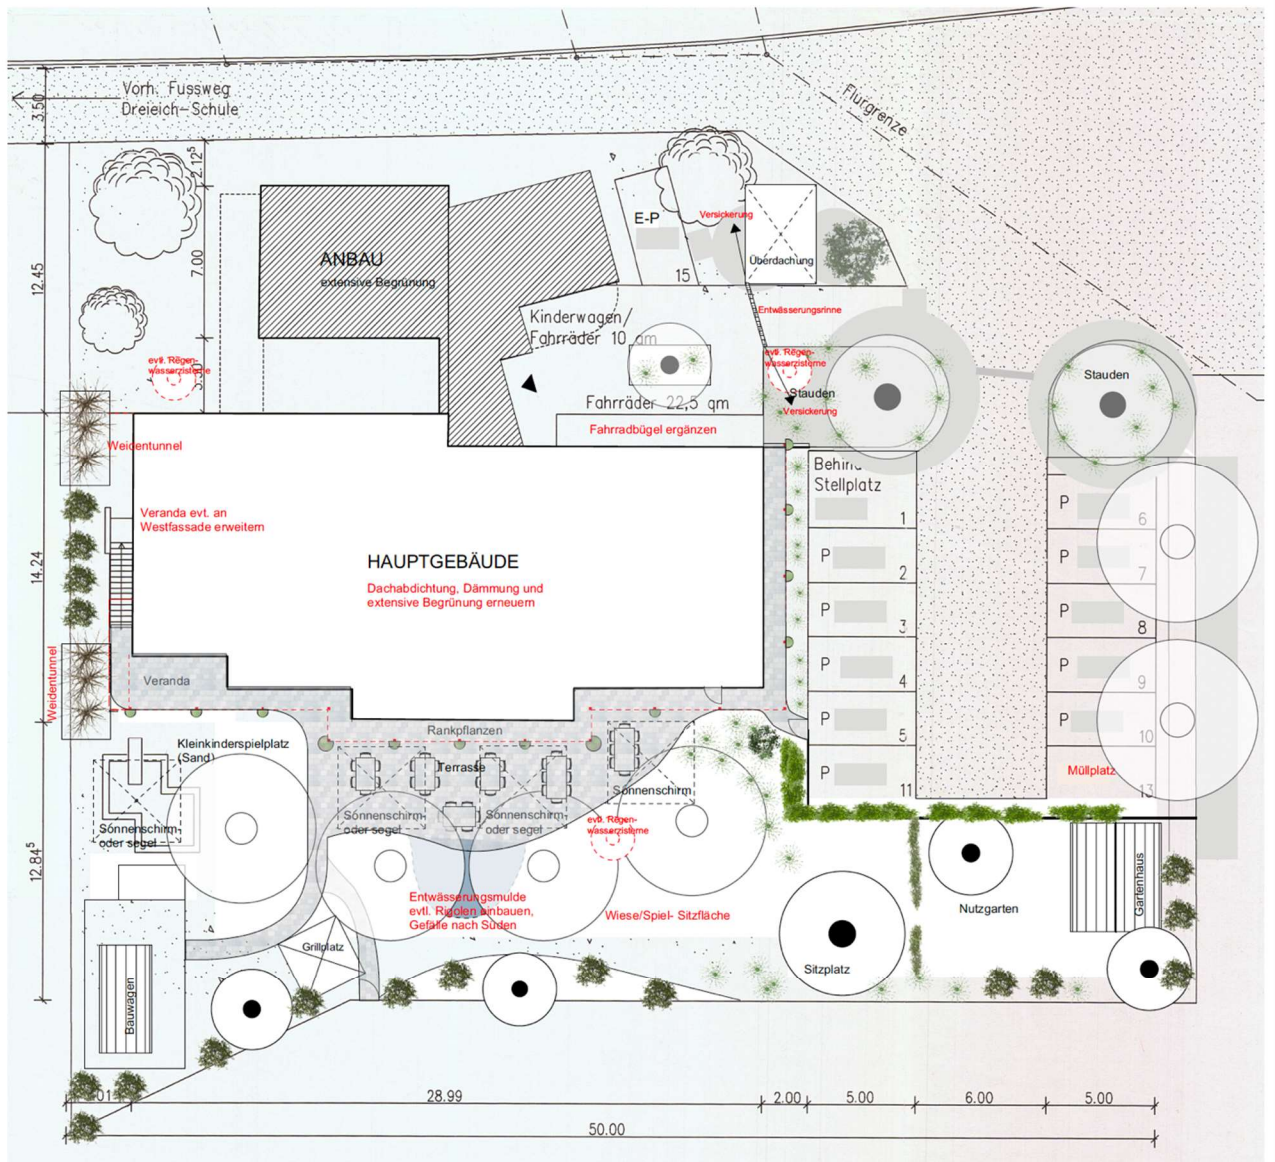 Vorh. Fussweg
Dreieich-Schule
Flurgrenze
3.50
2.12⁵
12.45
7.00
ANBAU
extensive Begrünung
E-P
15
Versickerung
Überdachung
Entwässerungsrinne
Kinderwagen/
Fahrräder 10 qm
evtl. Regen-
wasserzisterne
evtl. Regen-
wasserzisterne
Stauden
Versickerung
Stauden
Fahrräder 22,5 qm
Fahrradbügel ergänzen
Weidentunnel
Stellplatz
1
P
6
Veranda evt. an
Westfassade erweitern
HAUPTGEBÄUDE
Dachabdichtung, Dämmung und
extensive Begrünung erneuern
14.24
P
2
P
7
P
3
P
8
P
4
P
9
P
5
P
10
P
11
Müllplatz
13
Weidentunnel
Veranda
Rankpflanzen
Kleinkinderspielplatz
(Sand)
Terrasse
Sonnenschirm
Sonnenschirm
oder segel
Sonnenschirm
oder segel
Sonnenschirm
oder segel
evtl. Regen-
wasserzisterne
12.84⁵
Entwässerungsmulde
evtl. Rigolen einbauen,
Gefälle nach Süden
Wiese/Spiel- Sitzfläche
Nutzgarten
Gartenhaus
Grillplatz
Sitzplatz
Bauwagen
01
28.99
2.00
5.00
6.00
5.00
50.00